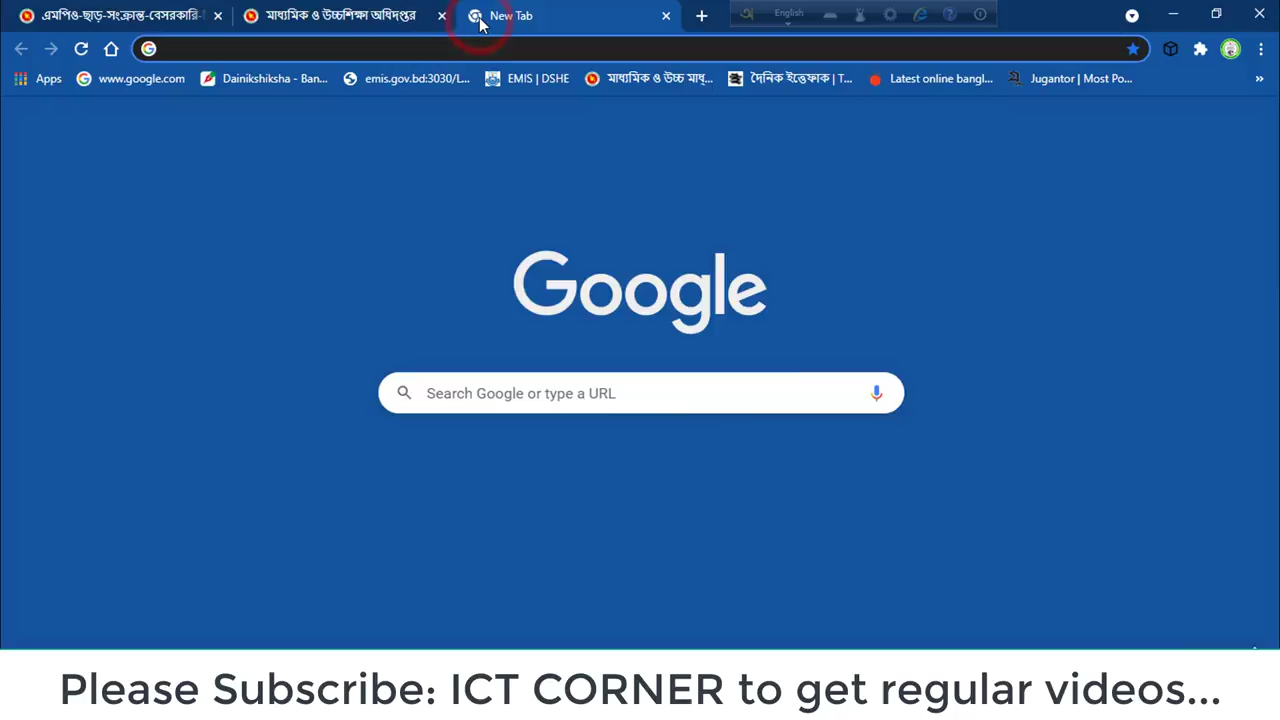 এমপিও-ছাড়-সংক্রান্ত-বেসরকারি-
মাধ্যমিক ও উচ্চশিক্ষা অধিদপ্তর
New Tab
English
Apps
www.google.com
Dainikshiksha - Ban...
emis.gov.bd:3030/L...
EMIS | DSHE
মাধ্যমিক ও উচ্চ মাধ্...
দৈনিক ইত্তেফাক | T...
Latest online bangl...
Jugantor | Most Po...
Google
Search Google or type a URL
Please Subscribe: ICT CORNER to get regular videos...